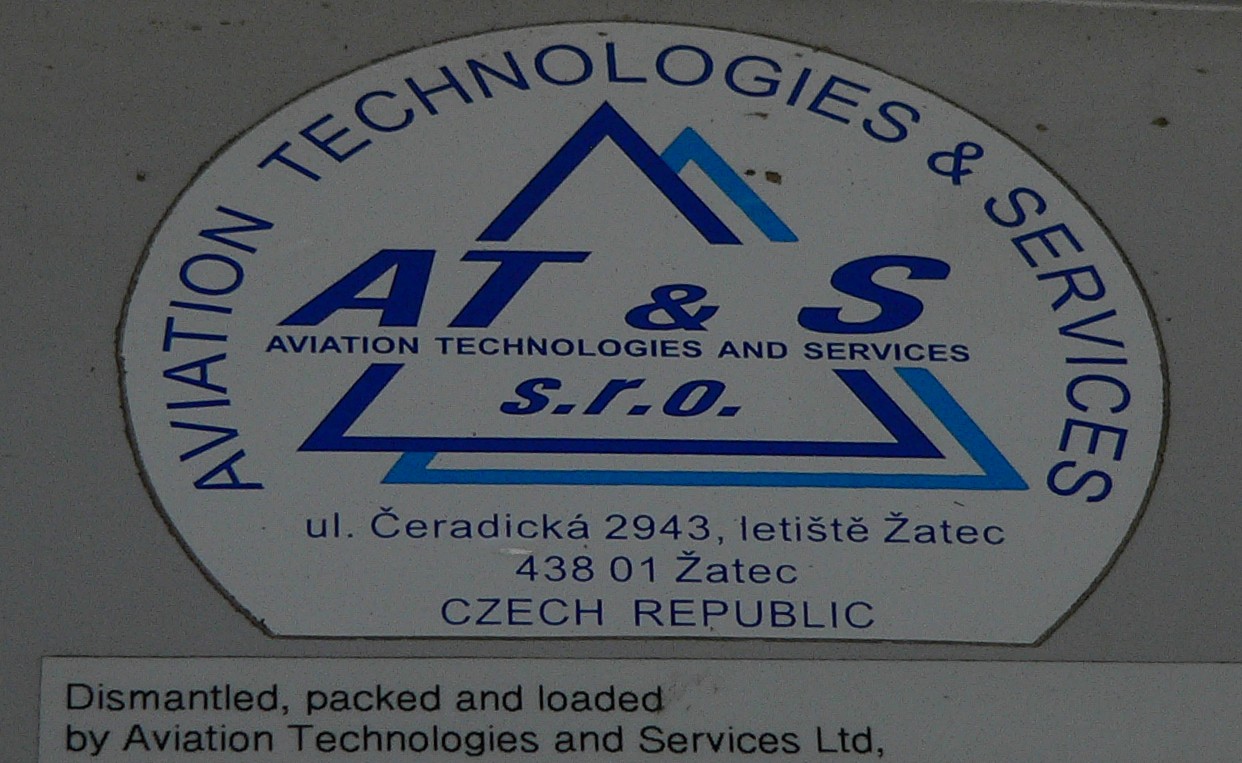 AVIATION TECHNOLOGIES & SERVICES
AT & S
AVIATION TECHNOLOGIES AND SERVICES
s.r.o.
ul. Čeradická 2943, letiště Žatec
438 01 Žatec
CZECH REPUBLIC
Dismantled, packed and loaded
by Aviation Technologies and Services Ltd,